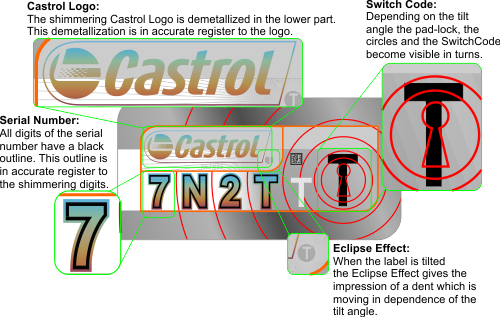 Castrol Logo:
The shimmering Castrol Logo is demetallized in the lower part.
This demetallization is in accurate register to the logo.
Switch Code:
Depending on the tilt
angle the pad-lock, the
circles and the SwitchCode
become visible in turns.
Castrol
T
Serial Number:
All digits of the serial
number have a black
outline. This outline is
in accurate register to
the shimmering digits.
Castrol
7N2T
T
T
7
T
Eclipse Effect:
When the label is tilted
the Eclipse Effect gives the
impression of a dent which is
moving in dependence of the
tilt angle.